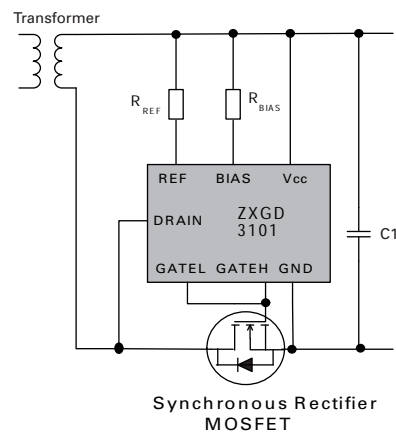 Transformer
R REF
R BIAS
REF BIAS Vcc
DRAIN
ZXGD
3101
C1
GATEL GATEH GND
Synchronous Rectifier
MOSFET